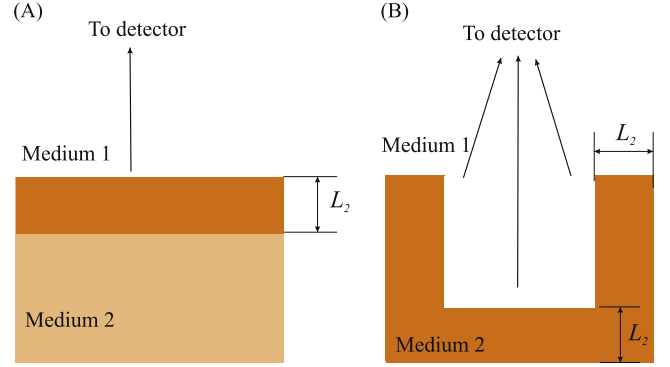 (A)
To detector
Medium 1
L2
Medium 2
(B)
To detector
Medium 1
L2
L2
Medium 2